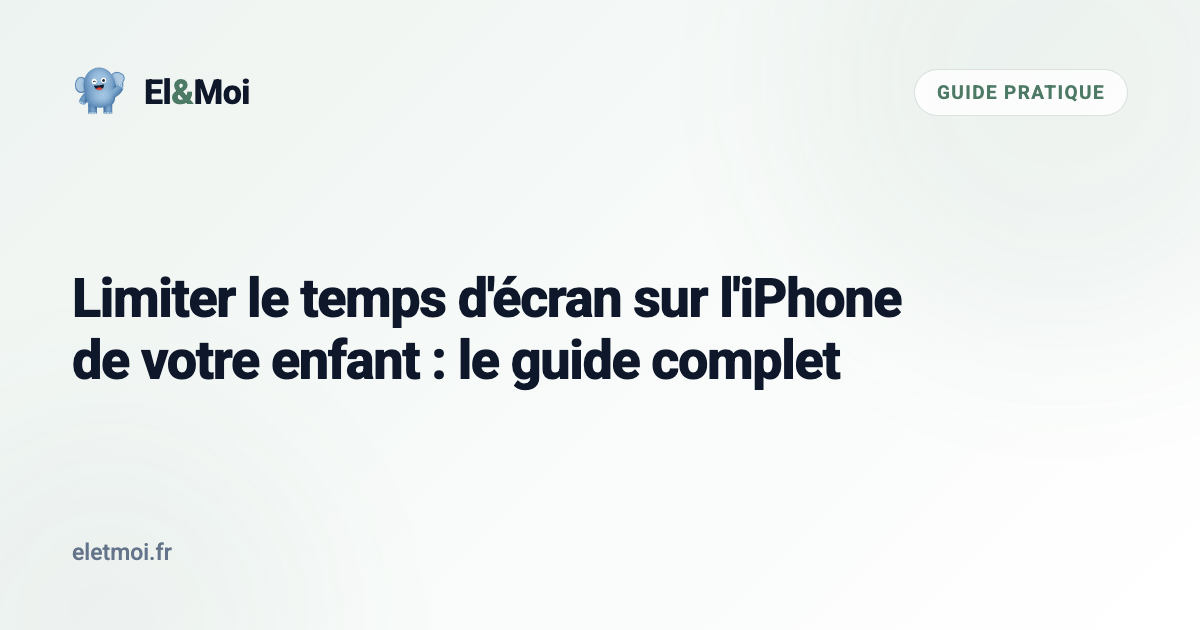 El&Moi
GUIDE PRATIQUE
Limiter le temps d'écran sur l'iPhone
de votre enfant : le guide complet
eletmoi.fr